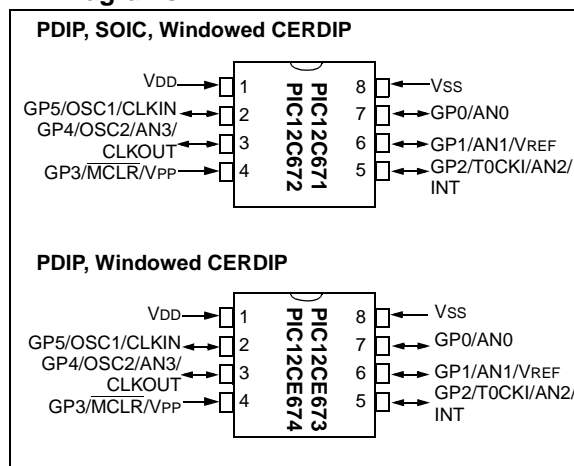 PDIP, SOIC, Windowed CERDIP
VDD 1 8 VSS
GP5/OSC1/CLKIN 2 7 GP0/AN0
GP4/OSC2/AN3/
CLKOUT 3 6 GP1/AN1/VREF
GP3/MCLR/VPP 4 5 GP2/T0CKI/AN2/
INT
PIC12C671
PIC12C672
PDIP, Windowed CERDIP
VDD 1 8 VSS
GP5/OSC1/CLKIN 2 7 GP0/AN0
GP4/OSC2/AN3/
CLKOUT 3 6 GP1/AN1/VREF
GP3/MCLR/VPP 4 5 GP2/T0CKI/AN2/
INT
PIC12CE673
PIC12CE674